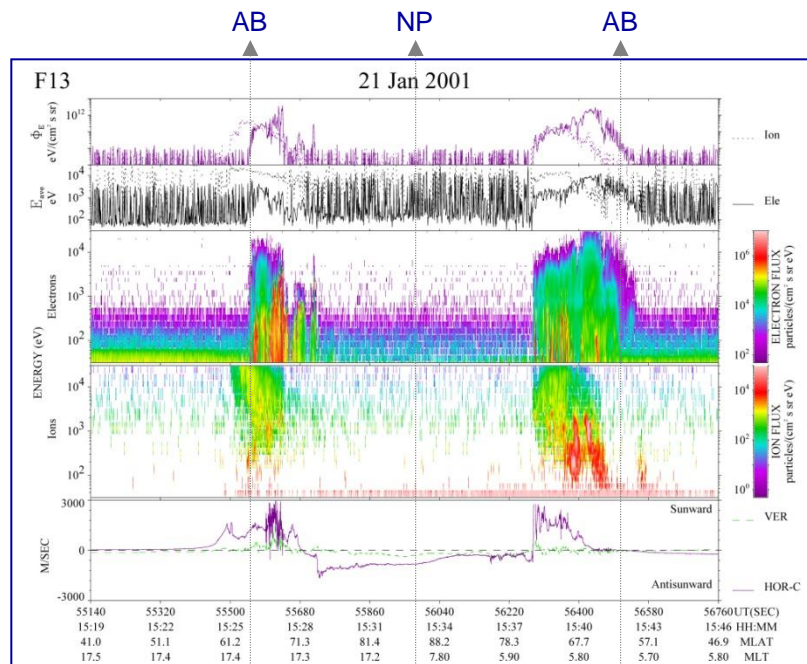 AB NP AB
F13 21 Jan 2001
Φ_E
eV/(cm² s sr)
10¹²
Ion
E_ave
eV
10⁴
10³
10²
Ele
Electrons
10⁴
10³
10²
ENERGY (eV)
10⁶
10⁴
10²
ELECTRON FLUX
particles/(cm² s sr eV)
Ions
10⁴
10³
10²
10⁴
10²
10⁰
ION FLUX
particles/(cm² s sr eV)
M/SEC
3000
0
-3000
Sunward
Antisunward
VER
HOR-C
55140 55320 55500 55680 55860 56040 56220 56400 56580 56760 UT(SEC)
15:19 15:22 15:25 15:28 15:31 15:34 15:37 15:40 15:43 15:46 HH:MM
41.0 51.1 61.2 71.3 81.4 88.2 78.3 67.7 57.1 46.9 MLAT
17.5 17.4 17.4 17.3 17.2 7.80 5.90 5.80 5.70 5.80 MLT